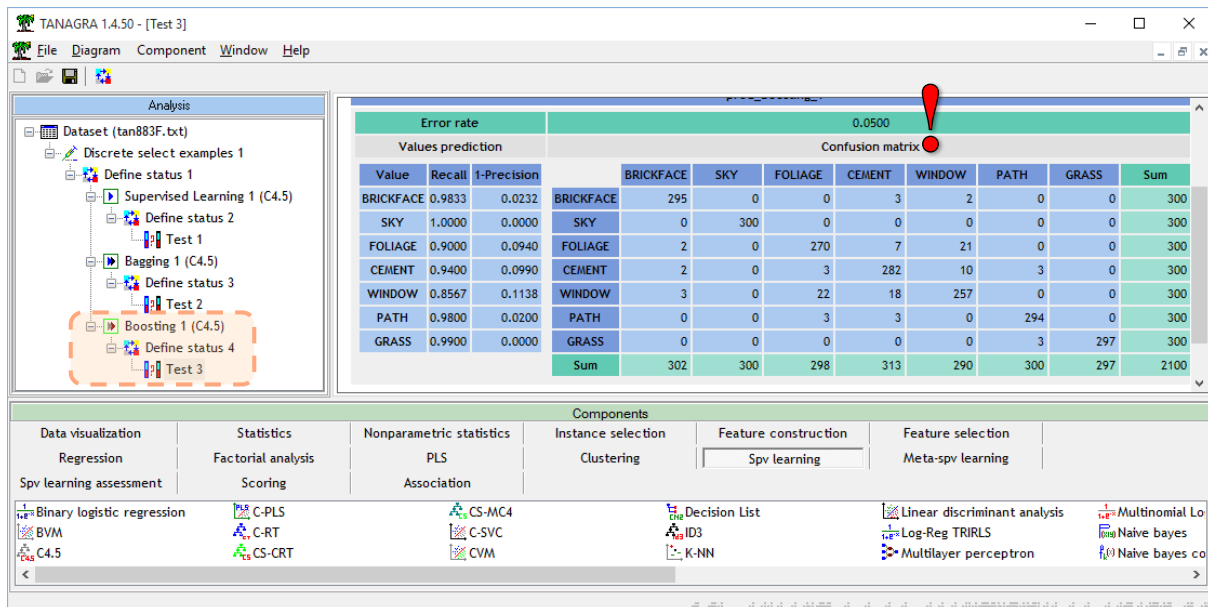 TANAGRA 1.4.50 - [Test 3]
File Diagram Component Window Help
Analysis
Dataset (tan883F.txt)
Discrete select examples 1
Define status 1
Supervised Learning 1 (C4.5)
Define status 2
Test 1
Bagging 1 (C4.5)
Define status 3
Test 2
Boosting 1 (C4.5)
Define status 4
Test 3
Error rate 0.0500
Values prediction Confusion matrix
Value Recall 1-Precision
BRICKFACE 0.9833 0.0232
SKY 1.0000 0.0000
FOLIAGE 0.9000 0.0940
CEMENT 0.9400 0.0990
WINDOW 0.8567 0.1138
PATH 0.9800 0.0200
GRASS 0.9900 0.0000
BRICKFACE SKY FOLIAGE CEMENT WINDOW PATH GRASS Sum
BRICKFACE 295 0 0 3 2 0 0 300
SKY 0 300 0 0 0 0 0 300
FOLIAGE 2 0 270 7 21 0 0 300
CEMENT 2 0 3 282 10 3 0 300
WINDOW 3 0 22 18 257 0 0 300
PATH 0 0 3 3 0 294 0 300
GRASS 0 0 0 0 0 3 297 300
Sum 302 300 298 313 290 300 297 2100
Components
Data visualization Statistics Nonparametric statistics Instance selection Feature construction Feature selection
Regression Factorial analysis PLS Clustering Spv learning Meta-spv learning
Spv learning assessment Scoring Association
Binary logistic regression C-PLS CS-MC4 Decision List Linear discriminant analysis Multinomial Lo
BVM C-RT C-SVC ID3 Log-Reg TRIRLS Naive bayes
C4.5 CS-CRT CVM K-NN Multilayer perceptron Naive bayes co